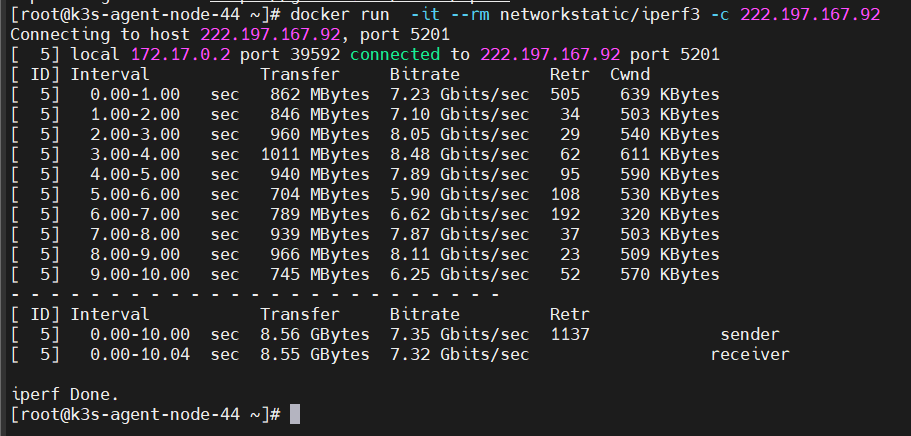 [root@k3s-agent-node-44 ~]# docker run  -it --rm networkstatic/iperf3 -c 222.197.167.92
Connecting to host 222.197.167.92, port 5201
[  5] local 172.17.0.2 port 39592 connected to 222.197.167.92 port 5201
[ ID] Interval           Transfer     Bitrate         Retr  Cwnd
[  5]   0.00-1.00   sec   862 MBytes  7.23 Gbits/sec  505    639 KBytes
[  5]   1.00-2.00   sec   846 MBytes  7.10 Gbits/sec   34    503 KBytes
[  5]   2.00-3.00   sec   960 MBytes  8.05 Gbits/sec   29    540 KBytes
[  5]   3.00-4.00   sec  1011 MBytes  8.48 Gbits/sec   62    611 KBytes
[  5]   4.00-5.00   sec   940 MBytes  7.89 Gbits/sec   95    590 KBytes
[  5]   5.00-6.00   sec   704 MBytes  5.90 Gbits/sec  108    530 KBytes
[  5]   6.00-7.00   sec   789 MBytes  6.62 Gbits/sec  192    320 KBytes
[  5]   7.00-8.00   sec   939 MBytes  7.87 Gbits/sec   37    503 KBytes
[  5]   8.00-9.00   sec   966 MBytes  8.11 Gbits/sec   23    509 KBytes
[  5]   9.00-10.00  sec   745 MBytes  6.25 Gbits/sec   52    570 KBytes
- - - - - - - - - - - - - - - - - - - - - - - - -
[ ID] Interval           Transfer     Bitrate         Retr
[  5]   0.00-10.00  sec  8.56 GBytes  7.35 Gbits/sec  1137             sender
[  5]   0.00-10.04  sec  8.55 GBytes  7.32 Gbits/sec                  receiver
iperf Done.
[root@k3s-agent-node-44 ~]#